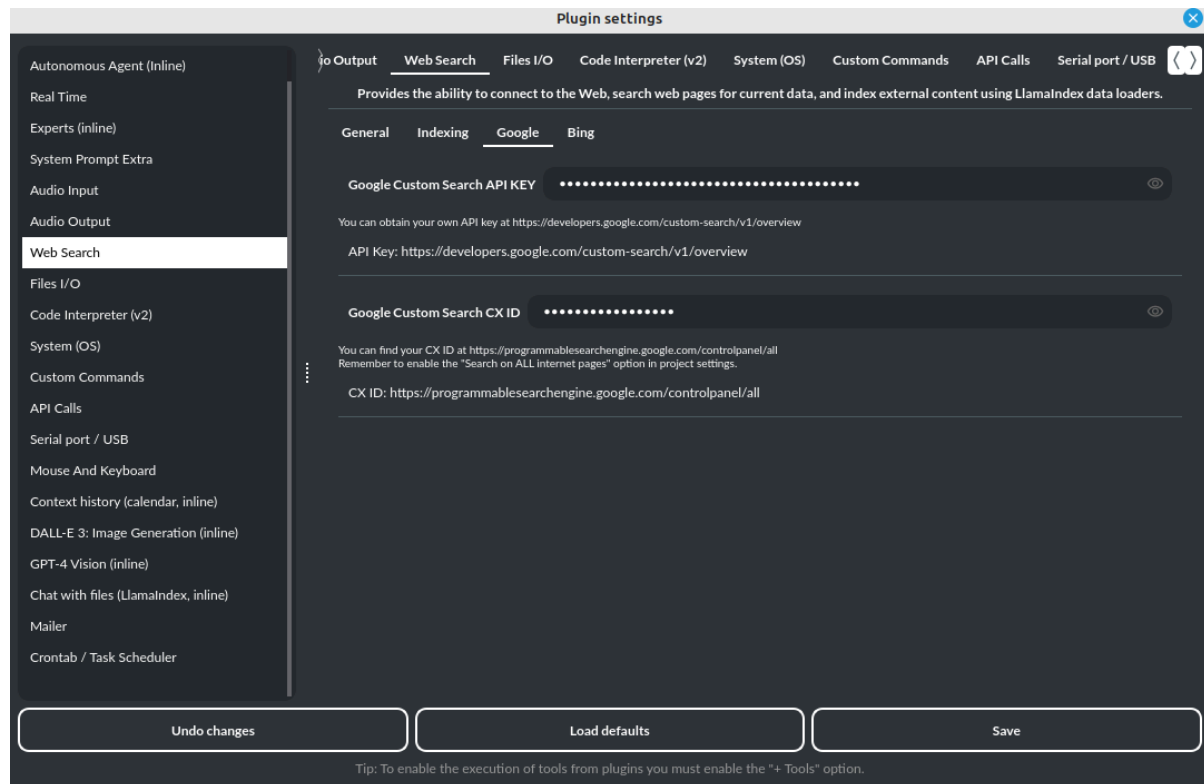 Plugin settings
Autonomous Agent (Inline)
Real Time
Experts (inline)
System Prompt Extra
Audio Input
Audio Output
Web Search
Files I/O
Code Interpreter (v2)
System (OS)
Custom Commands
API Calls
Serial port / USB
Mouse And Keyboard
Context history (calendar, inline)
DALL-E 3: Image Generation (inline)
GPT-4 Vision (inline)
Chat with files (LlamaIndex, inline)
Mailer
Crontab / Task Scheduler
io Output Web Search Files I/O Code Interpreter (v2) System (OS) Custom Commands API Calls Serial port / USB
Provides the ability to connect to the Web, search web pages for current data, and index external content using LlamaIndex data loaders.
General Indexing Google Bing
Google Custom Search API KEY
You can obtain your own API key at https://developers.google.com/custom-search/v1/overview
API Key: https://developers.google.com/custom-search/v1/overview
Google Custom Search CX ID
You can find your CX ID at https://programmablesearchengine.google.com/controlpanel/all
Remember to enable the "Search on ALL internet pages" option in project settings.
CX ID: https://programmablesearchengine.google.com/controlpanel/all
Undo changes Load defaults Save
Tip: To enable the execution of tools from plugins you must enable the "+ Tools" option.